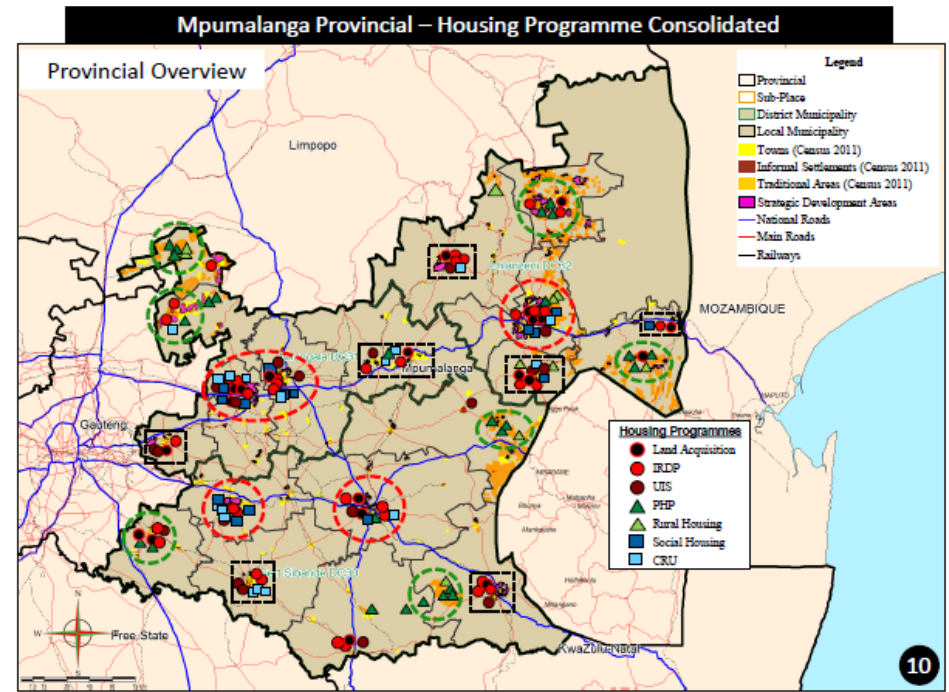 Mpumalanga Provincial – Housing Programme Consolidated
Provincial Overview
Legend
Provincial
Sub-Place
District Municipality
Local Municipality
Towns (Census 2011)
Informal Settlements (Census 2011)
Traditional Areas (Census 2011)
Strategic Development Areas
National Roads
Main Roads
Railways
Limpopo
MOZAMBIQUE
Mpumalanga
MAPUTO
Gauteng
Housing Programmes
Land Acquisition
IRDP
UIS
PHP
Rural Housing
Social Housing
CRU
N
W
E
S
Free State
KwaZulu-Natal
10